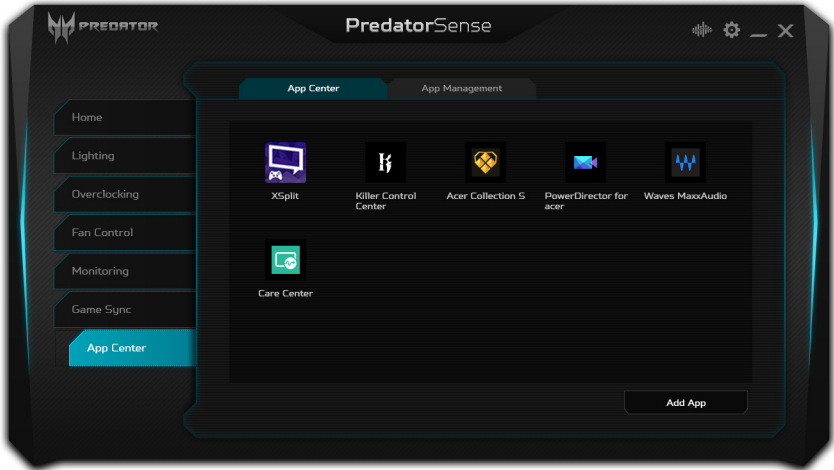 PREDATOR
PredatorSense
App Center
App Management
Home
Lighting
Overclocking
Fan Control
Monitoring
Game Sync
App Center
XSplit
Killer Control
Center
Acer Collection S
PowerDirector for
acer
Waves MaxxAudio
Care Center
Add App